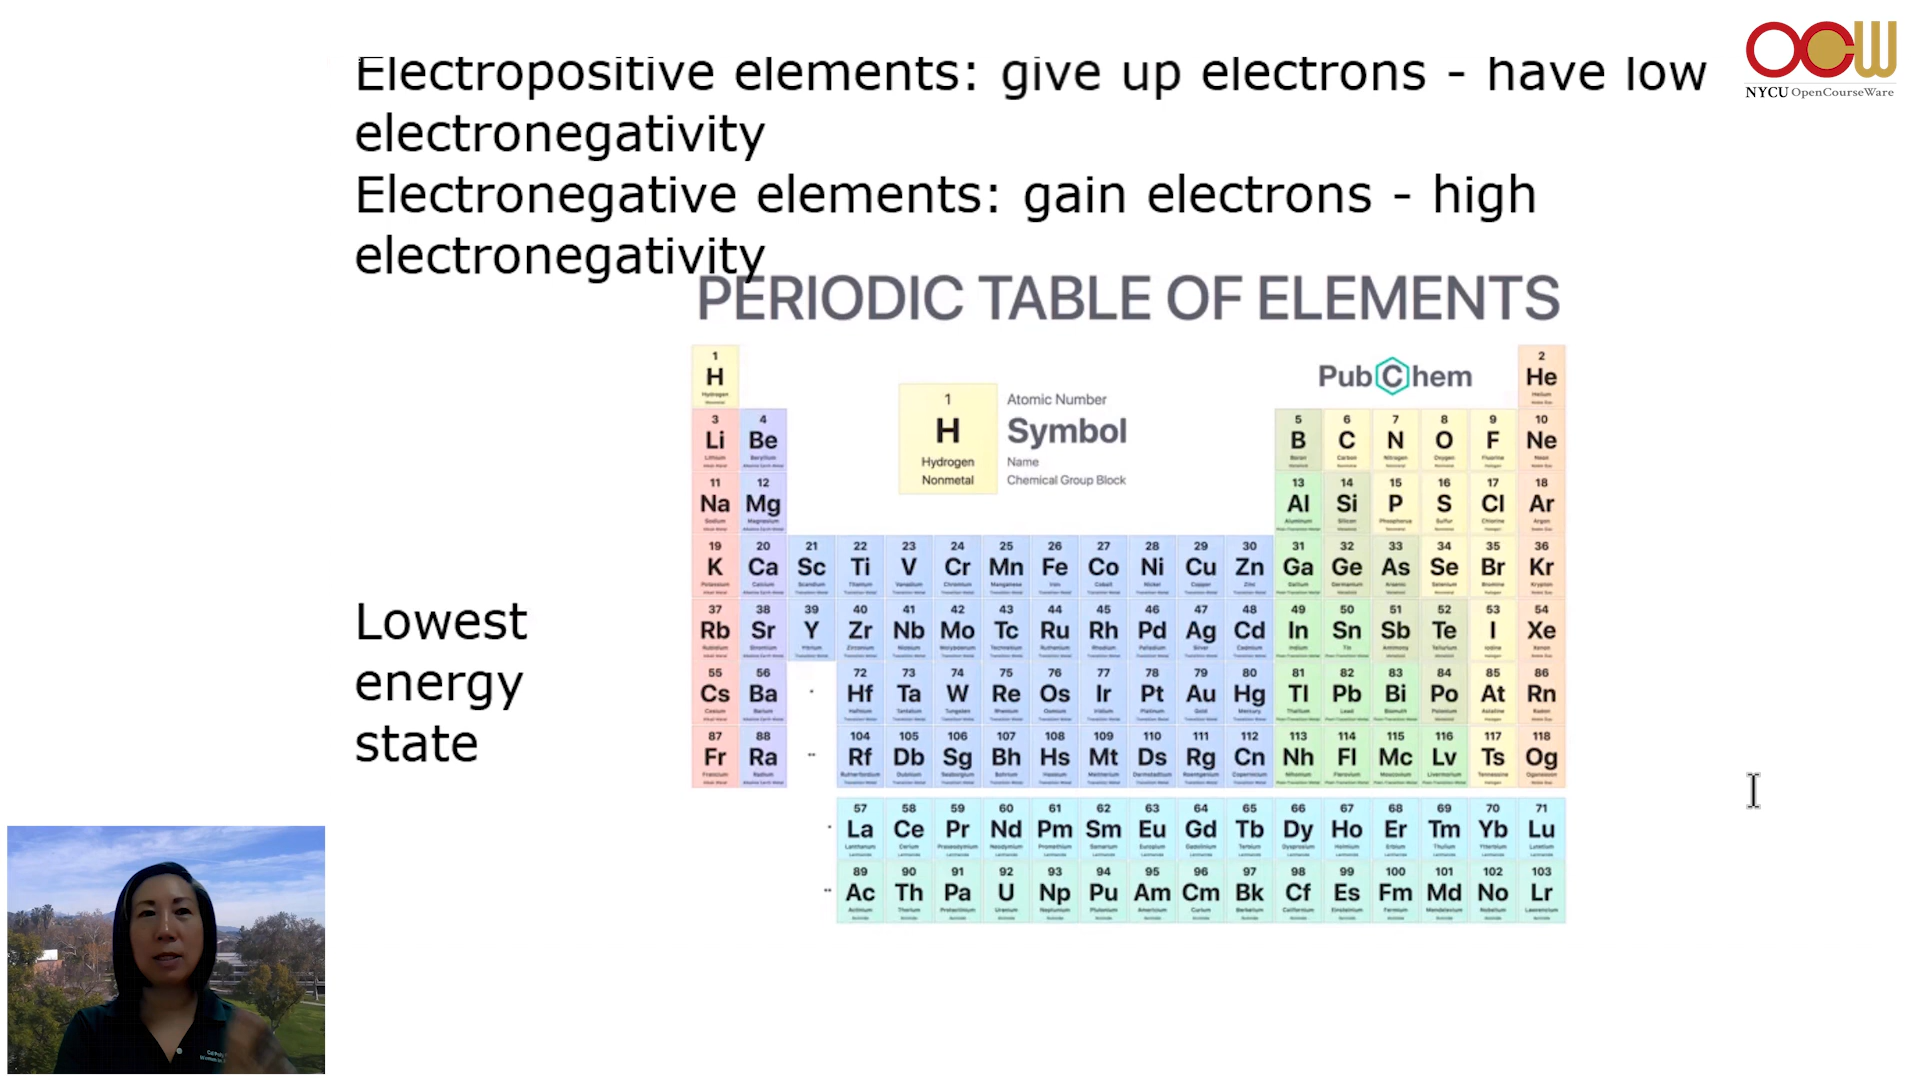 Electropositive elements: give up electrons - have low
electronegativity
Electronegative elements: gain electrons - high
electronegativity
OCW
NYCU OpenCourseWare
PERIODIC TABLE OF ELEMENTS
PubChem
1 H Hydrogen Nonmetal
Atomic Number
Symbol
Name
Chemical Group Block
1 2
H He
Hydrogen Helium
3 4 5 6 7 8 9 10
Li Be B C N O F Ne
11 12 13 14 15 16 17 18
Na Mg Al Si P S Cl Ar
19 20 21 22 23 24 25 26 27 28 29 30 31 32 33 34 35 36
K Ca Sc Ti V Cr Mn Fe Co Ni Cu Zn Ga Ge As Se Br Kr
37 38 39 40 41 42 43 44 45 46 47 48 49 50 51 52 53 54
Rb Sr Y Zr Nb Mo Tc Ru Rh Pd Ag Cd In Sn Sb Te I Xe
55 56 72 73 74 75 76 77 78 79 80 81 82 83 84 85 86
Cs Ba * Hf Ta W Re Os Ir Pt Au Hg Tl Pb Bi Po At Rn
87 88 104 105 106 107 108 109 110 111 112 113 114 115 116 117 118
Fr Ra ** Rf Db Sg Bh Hs Mt Ds Rg Cn Nh Fl Mc Lv Ts Og
57 58 59 60 61 62 63 64 65 66 67 68 69 70 71
* La Ce Pr Nd Pm Sm Eu Gd Tb Dy Ho Er Tm Yb Lu
89 90 91 92 93 94 95 96 97 98 99 100 101 102 103
** Ac Th Pa U Np Pu Am Cm Bk Cf Es Fm Md No Lr
Lowest
energy
state